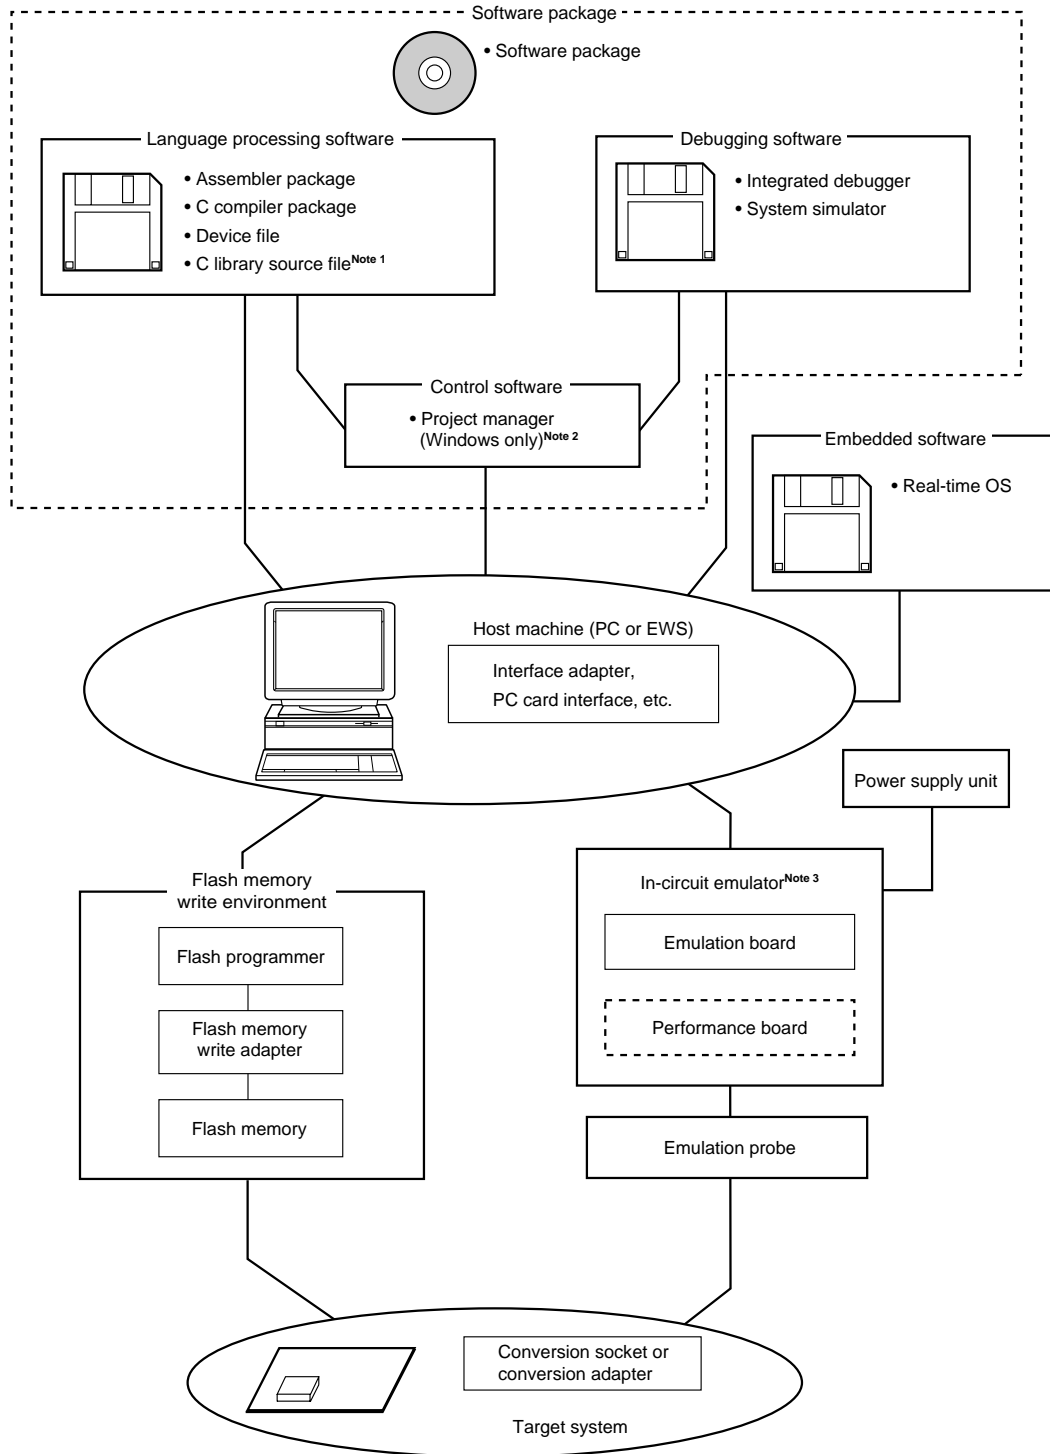 Software package
• Software package
Language processing software
• Assembler package
• C compiler package
• Device file
• C library source fileNote 1
Debugging software
• Integrated debugger
• System simulator
Control software
• Project manager
(Windows only)Note 2
Embedded software
• Real-time OS
Host machine (PC or EWS)
Interface adapter,
PC card interface, etc.
Power supply unit
Flash memory
write environment
Flash programmer
Flash memory
write adapter
Flash memory
In-circuit emulatorNote 3
Emulation board
Performance board
Emulation probe
Conversion socket or
conversion adapter
Target system